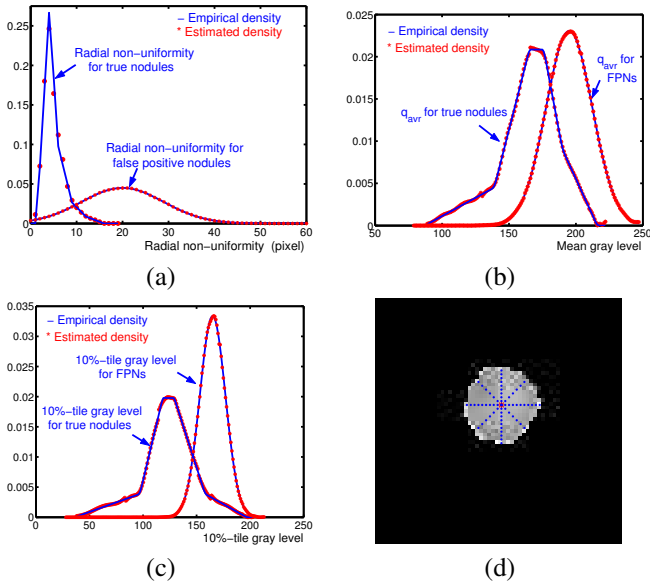 – Empirical density
* Estimated density
Radial non-uniformity
for true nodules
Radial non-uniformity for
false positive nodules
0.25
0.2
0.15
0.1
0.05
0
0 10 20 30 40 50 60
Radial non-uniformity (pixel)
(a)
– Empirical density
* Estimated density
q_avr for
FPNs
q_avr for true nodules
0.025
0.02
0.015
0.01
0.005
0
50 100 150 200 250
Mean gray level
(b)
– Empirical density
* Estimated density
10%-tile gray level
for FPNs
10%-tile gray level
for true nodules
0.035
0.03
0.025
0.02
0.015
0.01
0.005
0
0 50 100 150 200 250
10%-tile gray level
(c)
(d)